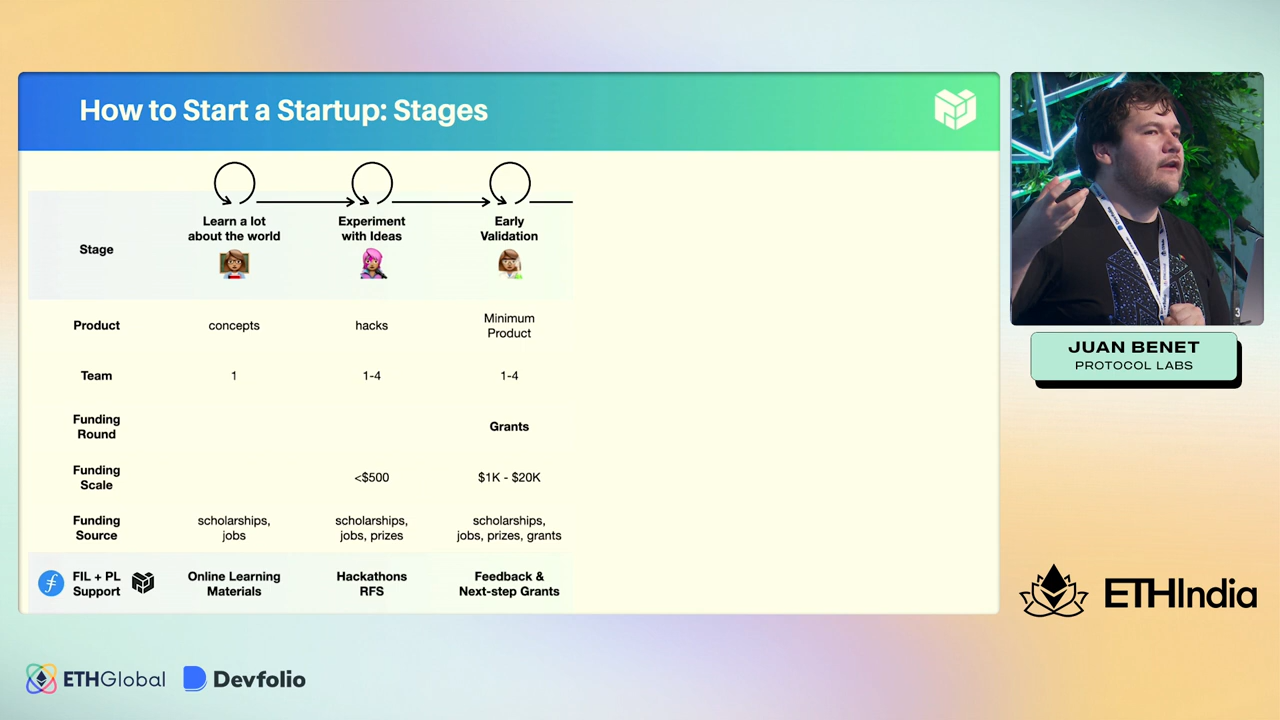 How to Start a Startup: Stages
Stage
Learn a lot
about the world
Experiment
with Ideas
Early
Validation
Product
concepts
hacks
Minimum
Product
Team
1
1-4
1-4
Funding
Round
Grants
Funding
Scale
<$500
$1K - $20K
Funding
Source
scholarships,
jobs
scholarships,
jobs, prizes
scholarships,
jobs, prizes, grants
FIL + PL
Support
Online Learning
Materials
Hackathons
RFS
Feedback &
Next-step Grants
JUAN BENET
PROTOCOL LABS
ETHIndia
ETHGlobal
Devfolio